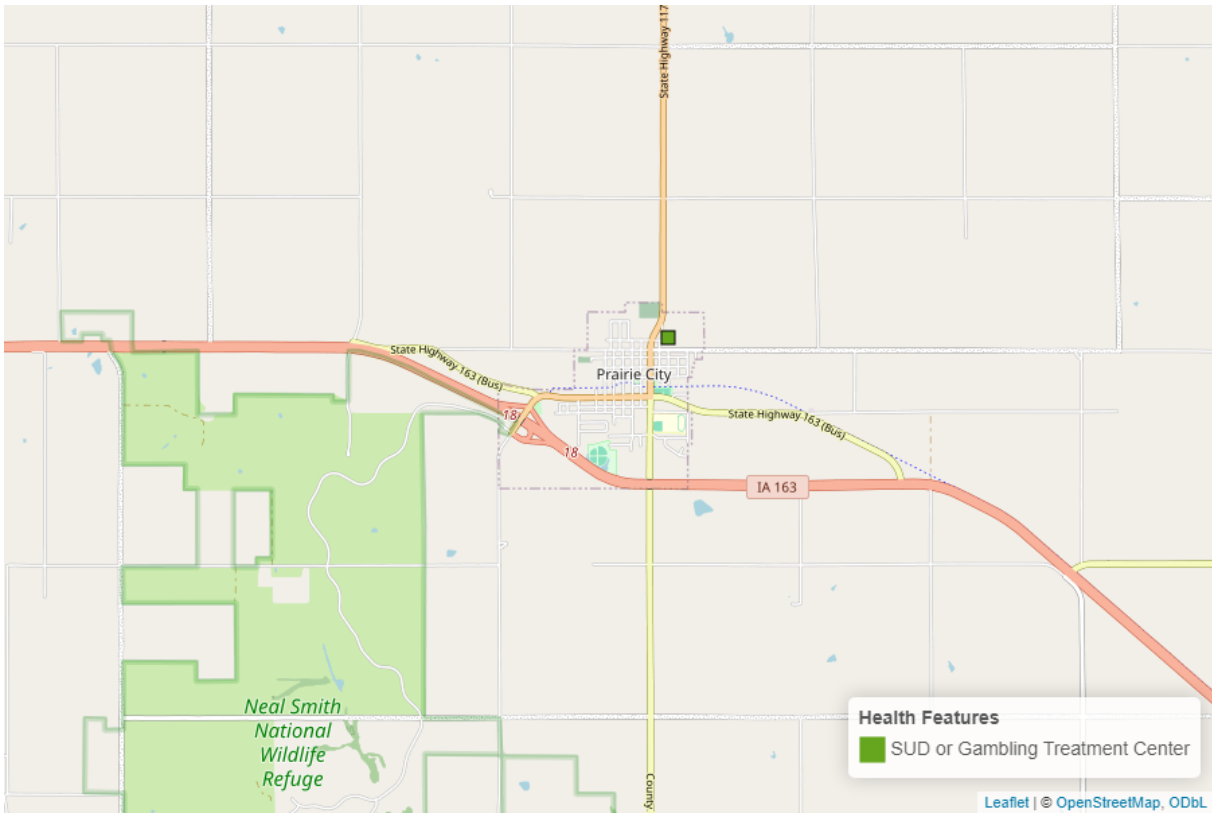 State Highway 117
State Highway 163 (Bus)
Prairie City
18
State Highway 163 (Bus)
18
IA 163
Neal Smith
National
Wildlife
Refuge
County
Health Features
SUD or Gambling Treatment Center
Leaflet | © OpenStreetMap, ODbL